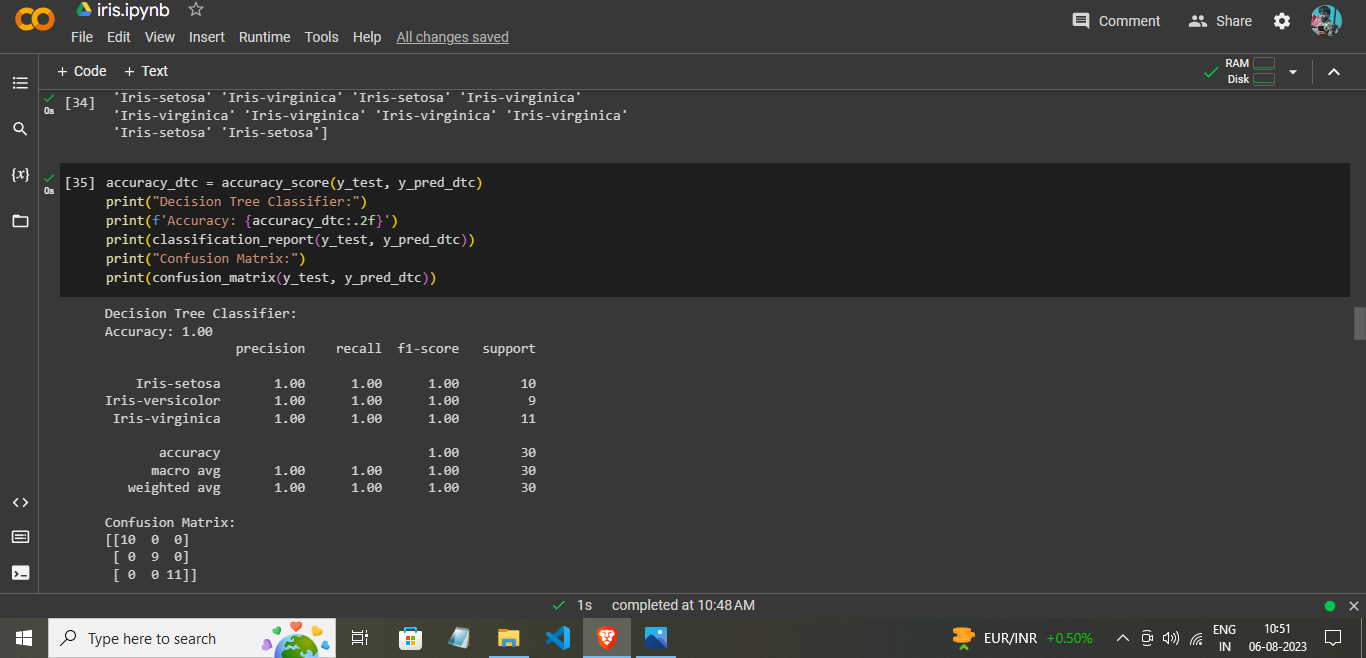 iris.ipynb
File Edit View Insert Runtime Tools Help All changes saved
Comment Share
+ Code + Text
RAM
Disk
0s [34] 'Iris-setosa' 'Iris-virginica' 'Iris-setosa' 'Iris-virginica'
'Iris-virginica' 'Iris-virginica' 'Iris-virginica' 'Iris-virginica'
'Iris-setosa' 'Iris-setosa']
{x}
0s [35] accuracy_dtc = accuracy_score(y_test, y_pred_dtc)
print("Decision Tree Classifier:")
print(f'Accuracy: {accuracy_dtc:.2f}')
print(classification_report(y_test, y_pred_dtc))
print("Confusion Matrix:")
print(confusion_matrix(y_test, y_pred_dtc))
Decision Tree Classifier:
Accuracy: 1.00
precision recall f1-score support
Iris-setosa 1.00 1.00 1.00 10
Iris-versicolor 1.00 1.00 1.00 9
Iris-virginica 1.00 1.00 1.00 11
accuracy 1.00 30
macro avg 1.00 1.00 1.00 30
weighted avg 1.00 1.00 1.00 30
Confusion Matrix:
[[10 0 0]
[ 0 9 0]
[ 0 0 11]]
1s completed at 10:48 AM
Type here to search
EUR/INR +0.50%
ENG
IN
10:51
06-08-2023